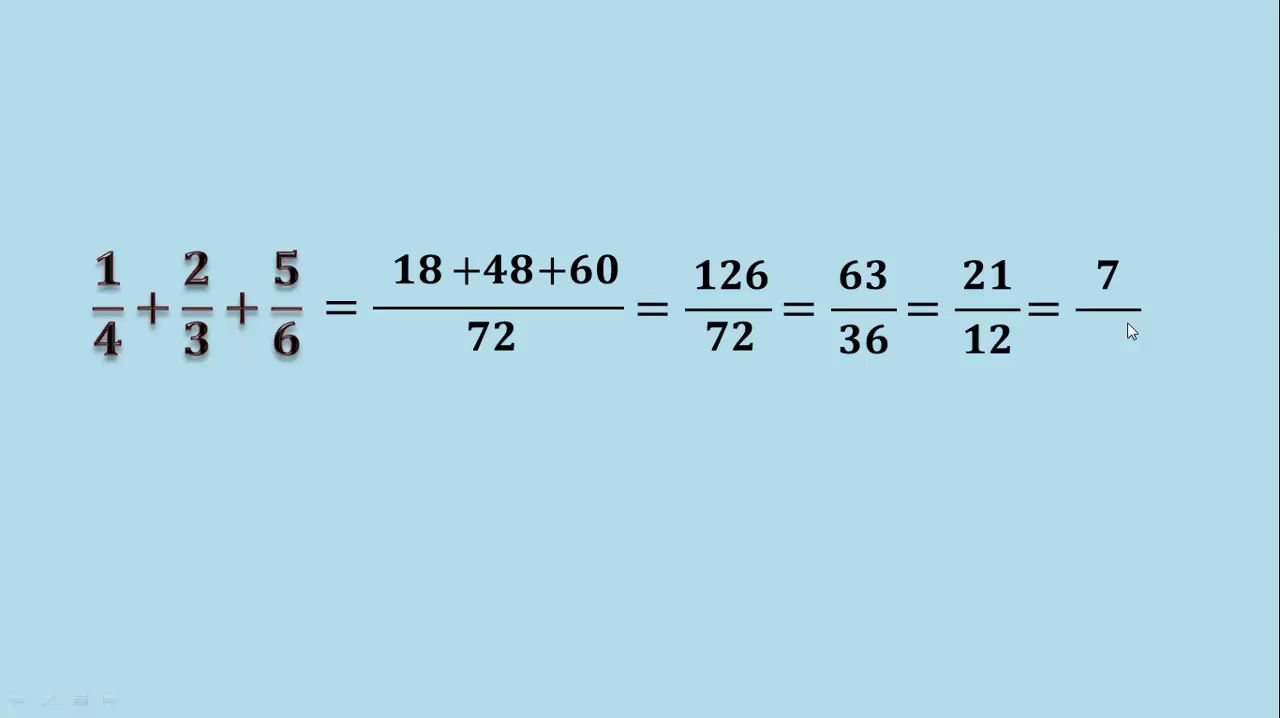 1/4 + 2/3 + 5/6 = 18 +48+60/72 = 126/72 = 63/36 = 21/12 = 7/